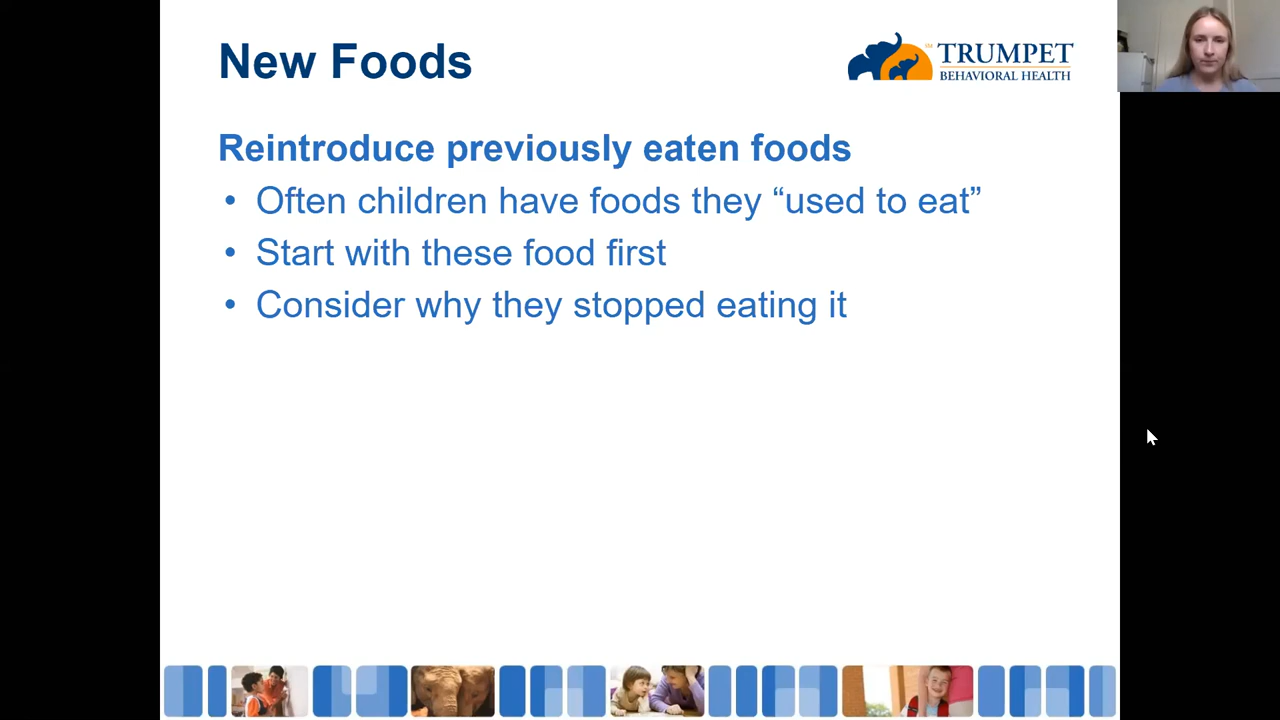 New Foods
SM TRUMPET
BEHAVIORAL HEALTH
Reintroduce previously eaten foods
• Often children have foods they “used to eat”
• Start with these food first
• Consider why they stopped eating it